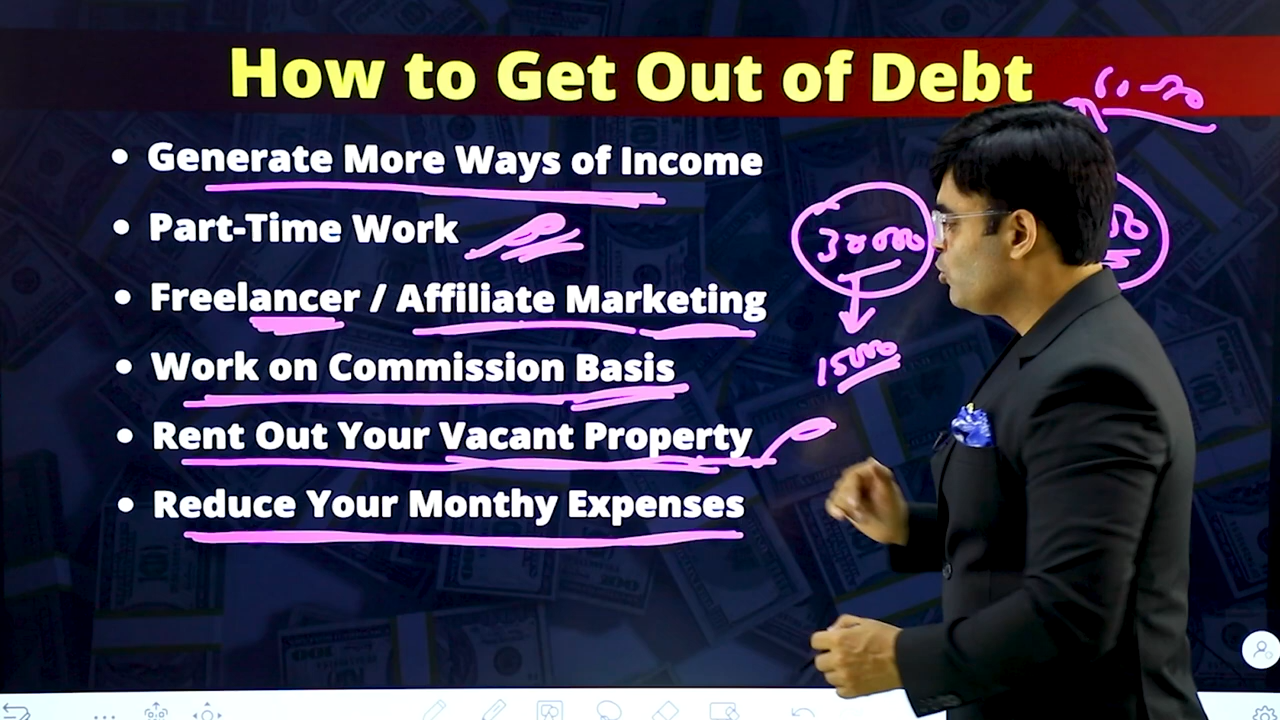 How to Get Out of Debt
• Generate More Ways of Income
• Part-Time Work
• Freelancer / Affiliate Marketing
• Work on Commission Basis
• Rent Out Your Vacant Property
• Reduce Your Monthy Expenses
30000
15000